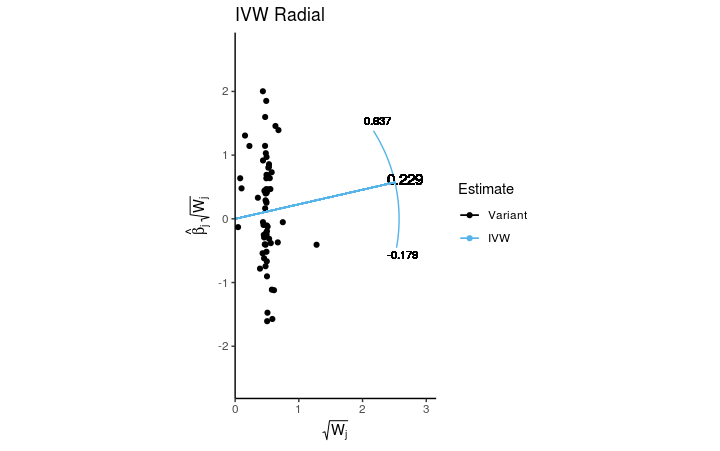 IVW Radial
β̂ⱼ√Wⱼ
2
1
0
-1
-2
0.637
0.229
-0.179
0 1 2 3
√Wⱼ
Estimate
Variant
IVW